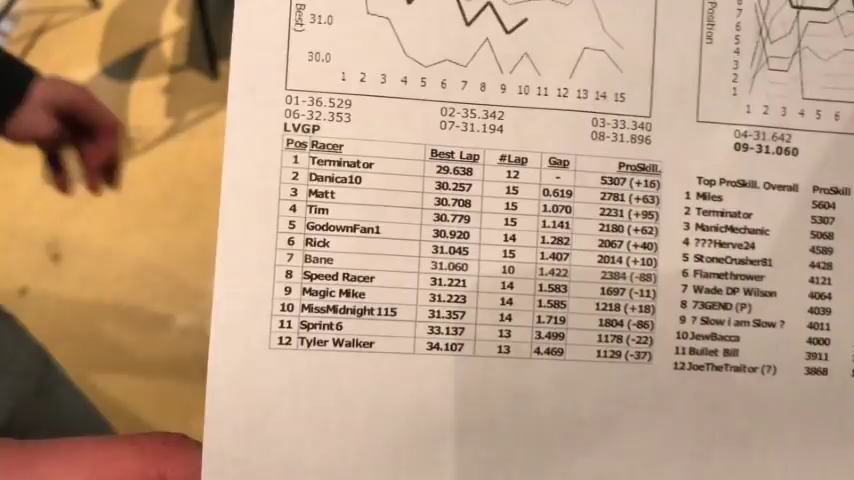 Best)
31.0
30.0
1 2 3 4 5 6 7 8 9 10 11 12 13 14 15
01-36.529 02-35.342 03-33.340 04-31.642
06-32.353 07-31.194 08-31.896 09-31.060
Position
7
6
5
4
3
2
1
1 2 3 4 5 6
LVGP
Pos Racer Best Lap #Lap Gap ProSkill
1 Terminator 29.638 12 - 5307 (+16)
2 Danica10 30.257 15 0.619 2781 (+63)
3 Matt 30.708 15 1.070 2231 (+95)
4 Tim 30.779 15 1.141 2180 (+62)
5 GodownFan1 30.920 14 1.282 2067 (+40)
6 Rick 31.045 15 1.407 2014 (+10)
7 Bane 31.060 10 1.422 2384 (-88)
8 Speed Racer 31.221 14 1.583 1697 (-11)
9 Magic Mike 31.223 14 1.585 1218 (+18)
10 MissMidnight115 31.357 14 1.719 1804 (-86)
11 Sprint6 33.137 13 3.499 1178 (-22)
12 Tyler Walker 34.107 13 4.469 1129 (-37)
Top ProSkill, Overall ProSkill
1 Miles 5604
2 Terminator 5307
3 ManicMechanic 5068
4 ???Herve24 4589
5 StoneCrusher81 4428
6 Flamethrower 4121
7 Wade DP Wilson 4064
8 73GEND (P) 4039
9 ? Slow i am Slow ? 4011
10 JewBacca 4000
11 Bullet Bill 3911
12 JoeTheTraitor (?) 3868